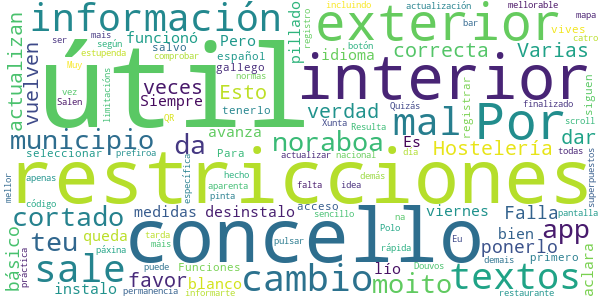 ser mais incluindo actualización mellorable mapa
información exterior
Muy según funcionó pillado registro botón bar vives catro
estupenda salvo comprobar Pero español idioma correcta Varias
actualizan vuelven útil interior
limitacións gallego normas
vez veces Esto verdad registrar finalizado siguen
Salen Siempre tenerlo Xunta Quizás scroll
municipio QR avanza mal Por Resulta Hostelería dar
seleccionar da Para noraboa Es día todas superpuestos
prefiroa actualizar nacional
mellor apenas específica hecho aparenta falta idea demás
restricciones
cortado medidas desinstalo acceso sencillo na viernes Falla bien app
básico código teu máis pinta Polo rápida ponerlo primero aclara
práctica sale queda páxina blanco pulsar Eu demais pantalla
concello
instalo tarda favor Funciones cambio lío moito textos
puede permanencia informarte Douvos restaurante